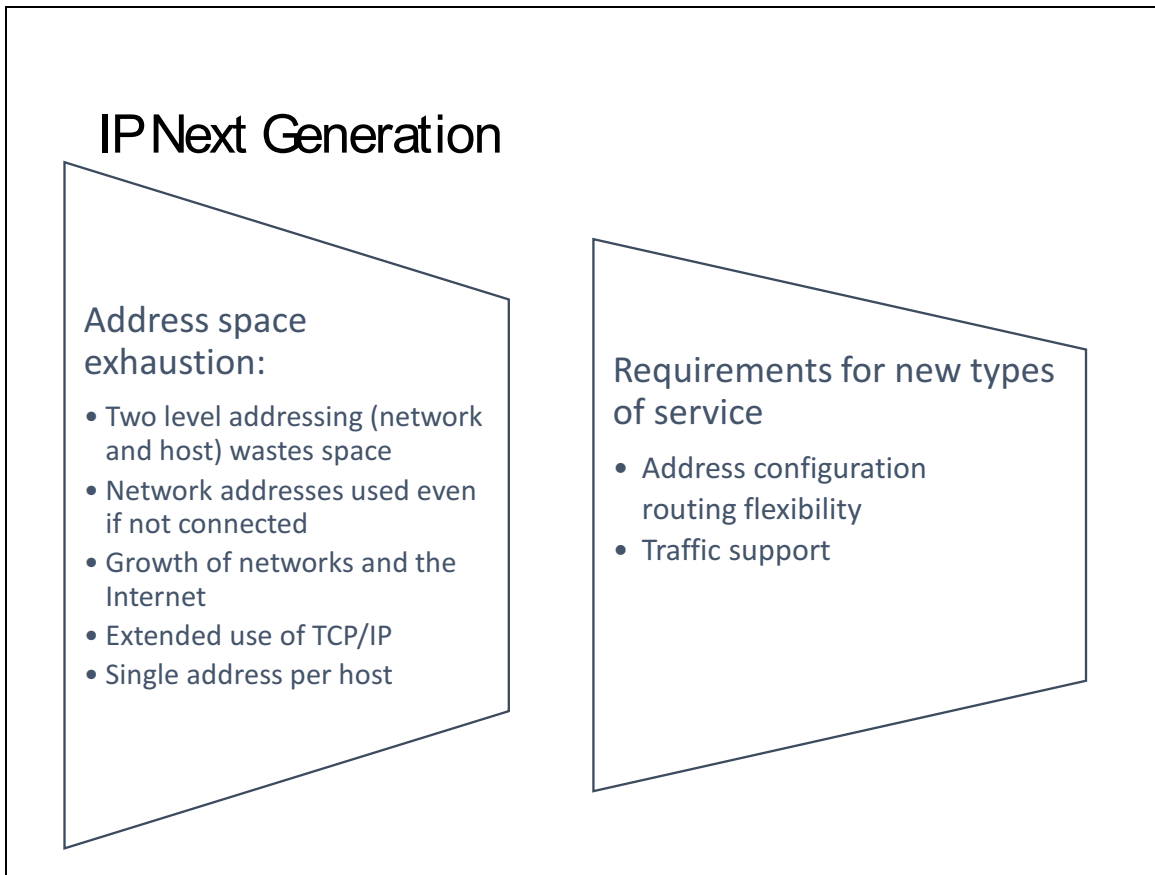 IP Next Generation
Address space
exhaustion:
• Two level addressing (network
and host) wastes space
• Network addresses used even
if not connected
• Growth of networks and the
Internet
• Extended use of TCP/IP
• Single address per host
Requirements for new types
of service
• Address configuration
routing flexibility
• Traffic support